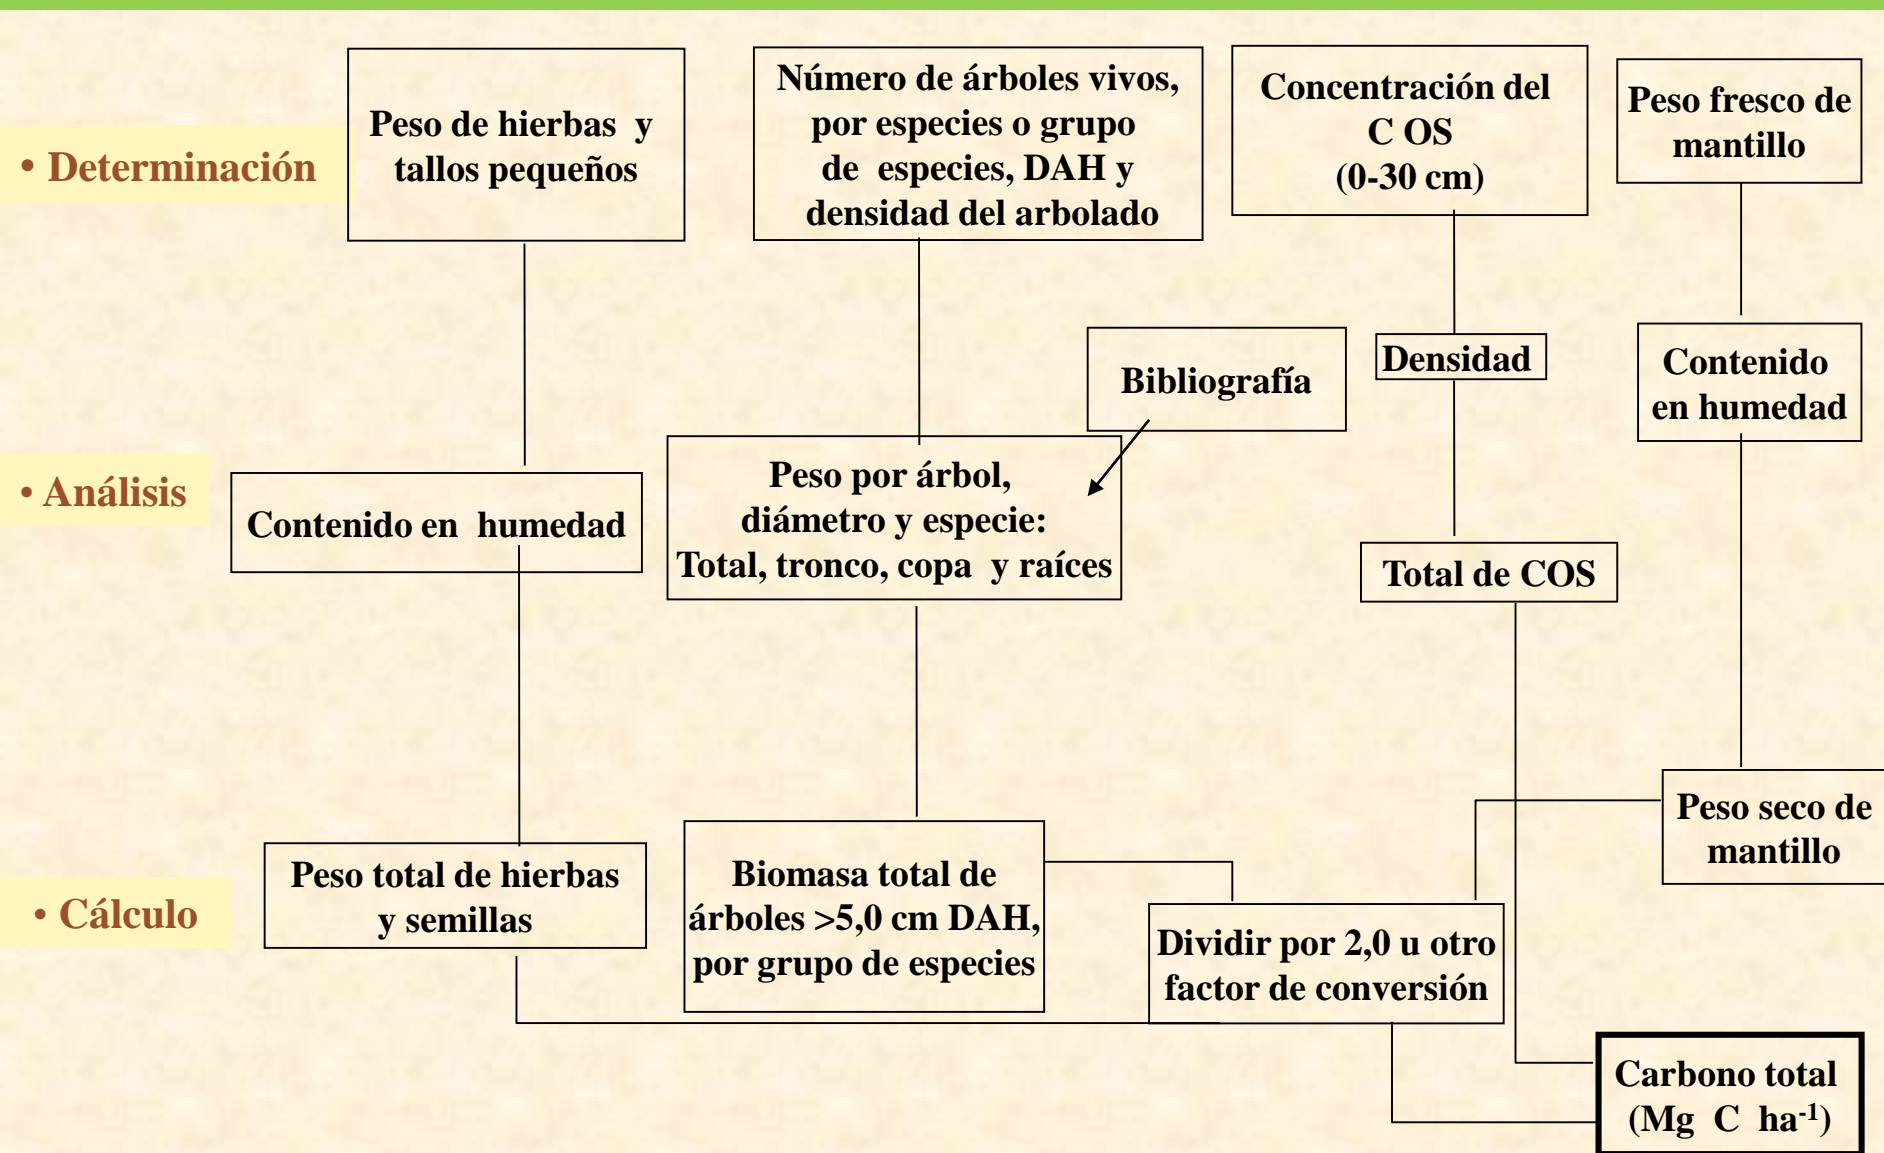 • Determinación
Peso de hierbas y
tallos pequeños
Número de árboles vivos,
por especies o grupo
de especies, DAH y
densidad del arbolado
Concentración del
C OS
(0-30 cm)
Peso fresco de
mantillo
Bibliografía
Densidad
Contenido
en humedad
• Análisis
Contenido en humedad
Peso por árbol,
diámetro y especie:
Total, tronco, copa y raíces
Total de COS
Peso seco de
mantillo
• Cálculo
Peso total de hierbas
y semillas
Biomasa total de
árboles >5,0 cm DAH,
por grupo de especies
Dividir por 2,0 u otro
factor de conversión
Carbono total
(Mg C ha⁻¹)